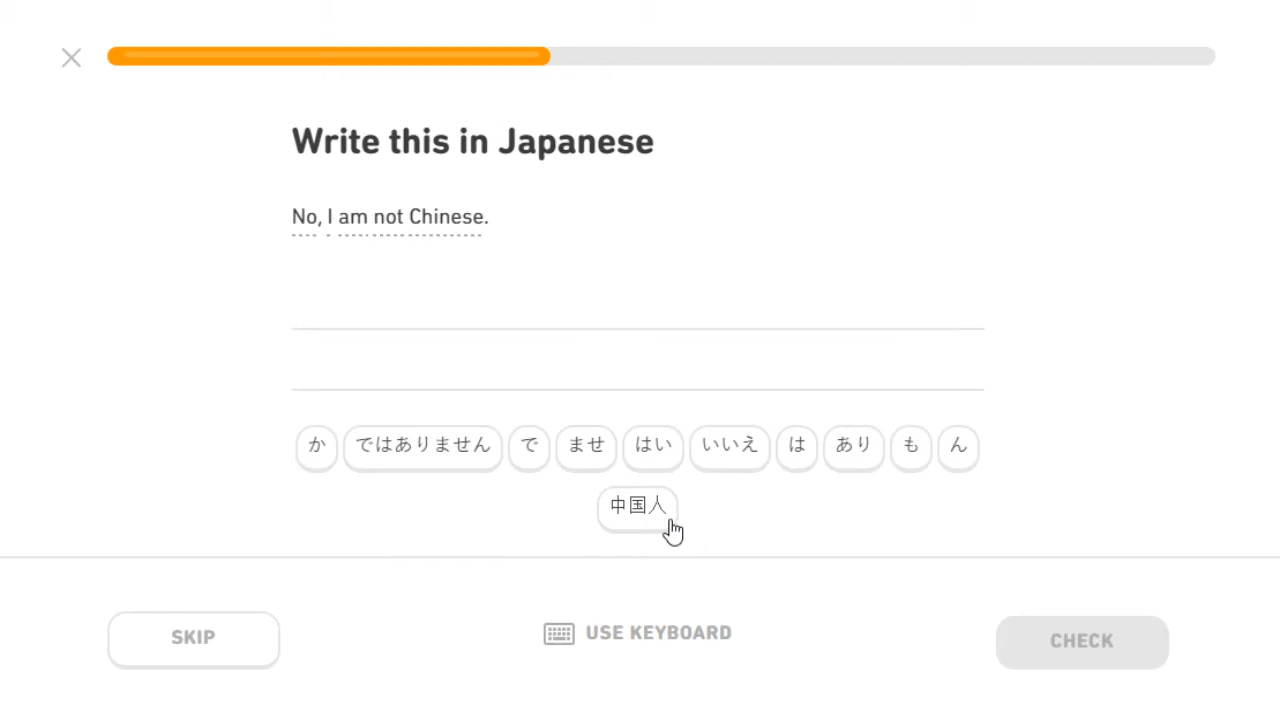 Write this in Japanese
No, I am not Chinese.
か ではありません で ませ はい いいえ は あり も ん
中国人
SKIP USE KEYBOARD CHECK